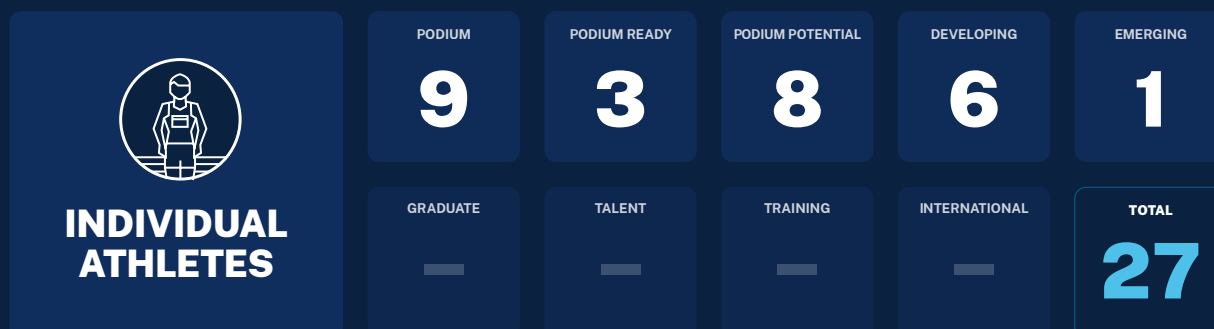 INDIVIDUAL
ATHLETES
PODIUM
9
PODIUM READY
3
PODIUM POTENTIAL
8
DEVELOPING
6
EMERGING
1
GRADUATE
—
TALENT
—
TRAINING
—
INTERNATIONAL
—
TOTAL
27